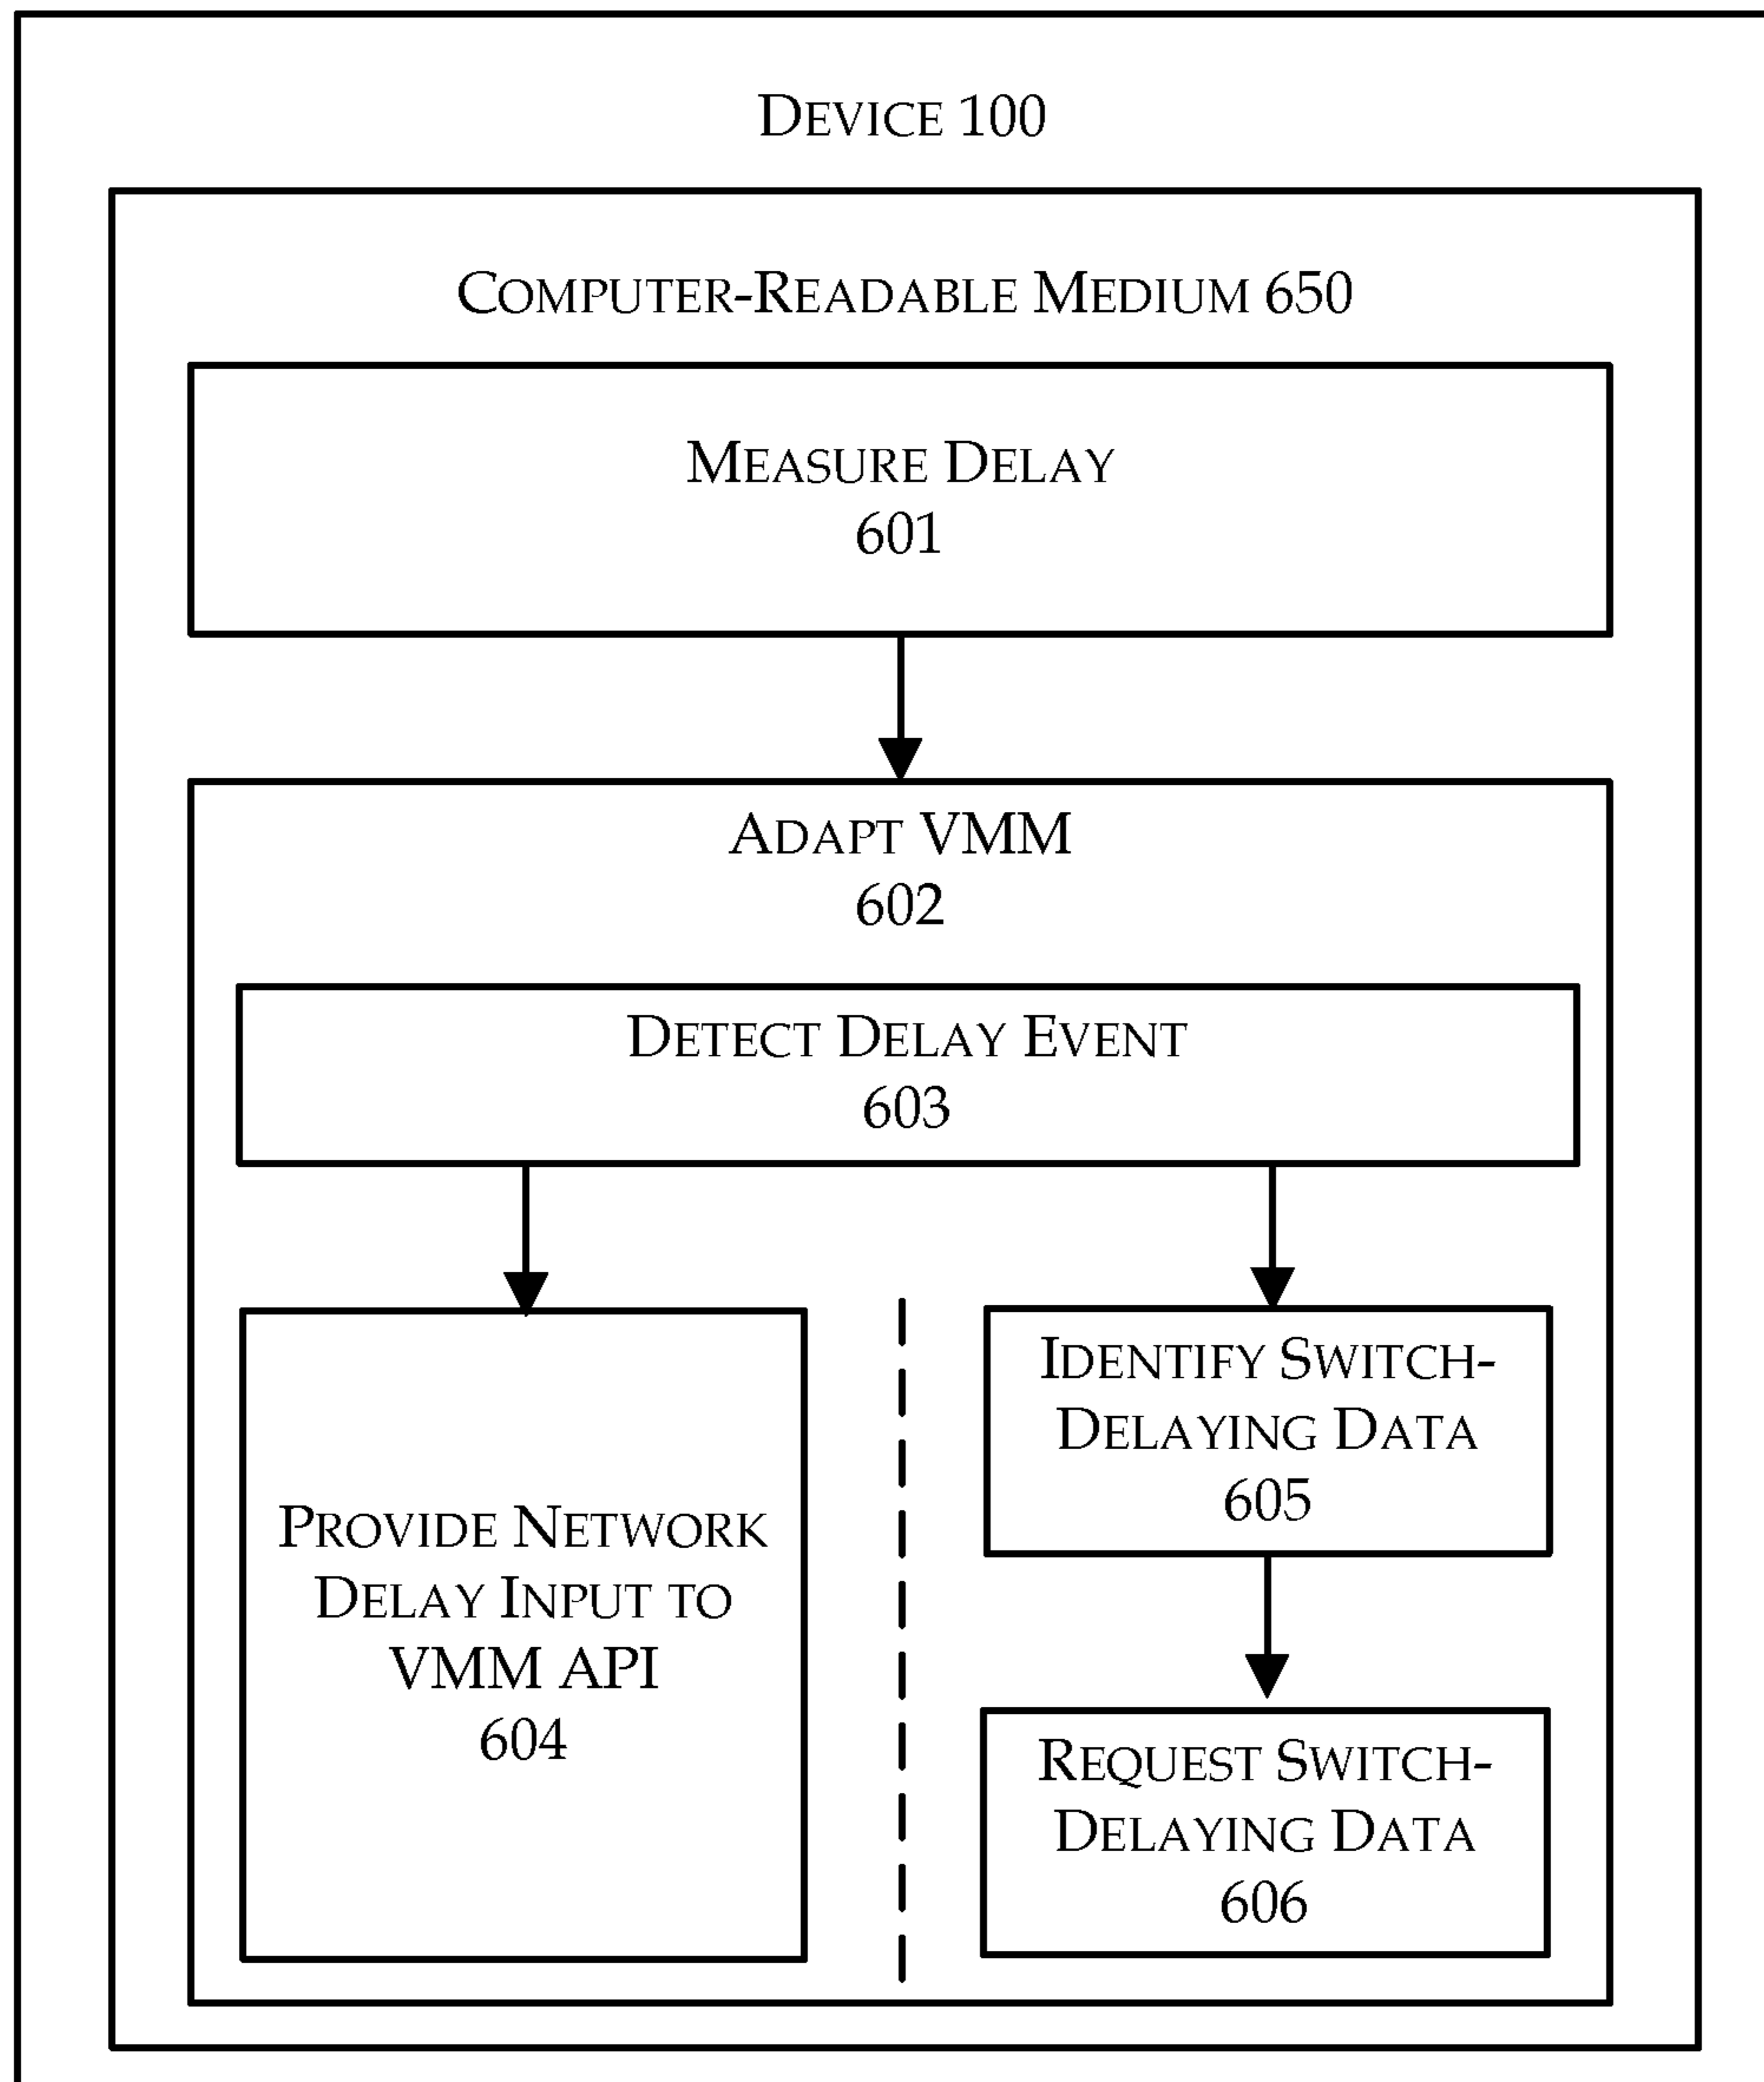 DEVICE 100
COMPUTER-READABLE MEDIUM 650
MEASURE DELAY
601
ADAPT VMM
602
DETECT DELAY EVENT
603
PROVIDE NETWORK
DELAY INPUT TO
VMM API
604
IDENTIFY SWITCH-
DELAYING DATA
605
REQUEST SWITCH-
DELAYING DATA
606